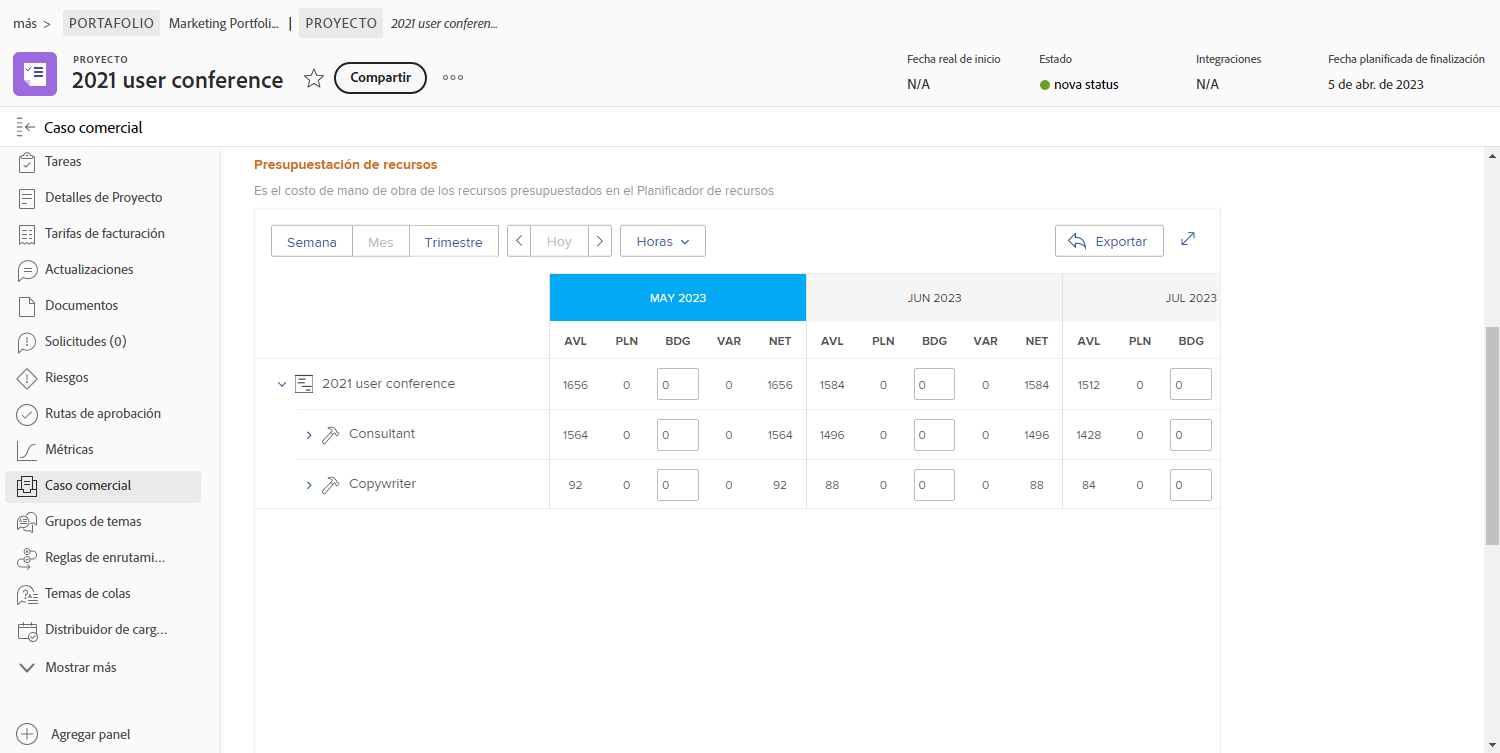 más > PORTAFOLIO Marketing Portfoli... | PROYECTO 2021 user conferen...
PROYECTO
2021 user conference Compartir
Fecha real de inicio Estado Integraciones Fecha planificada de finalización
N/A nova status N/A 5 de abr. de 2023
Caso comercial
Tareas
Detalles de Proyecto
Tarifas de facturación
Actualizaciones
Documentos
Solicitudes (0)
Riesgos
Rutas de aprobación
Métricas
Caso comercial
Grupos de temas
Reglas de enrutami...
Temas de colas
Distribuidor de carg...
Mostrar más
Agregar panel
Presupuestación de recursos
Es el costo de mano de obra de los recursos presupuestados en el Planificador de recursos
Semana Mes Trimestre < Hoy > Horas Exportar
MAY 2023 JUN 2023 JUL 2023
AVL PLN BDG VAR NET AVL PLN BDG VAR NET AVL PLN BDG
2021 user conference 1656 0 0 0 1656 1584 0 0 0 1584 1512 0 0
Consultant 1564 0 0 0 1564 1496 0 0 0 1496 1428 0 0
Copywriter 92 0 0 0 92 88 0 0 0 88 84 0 0